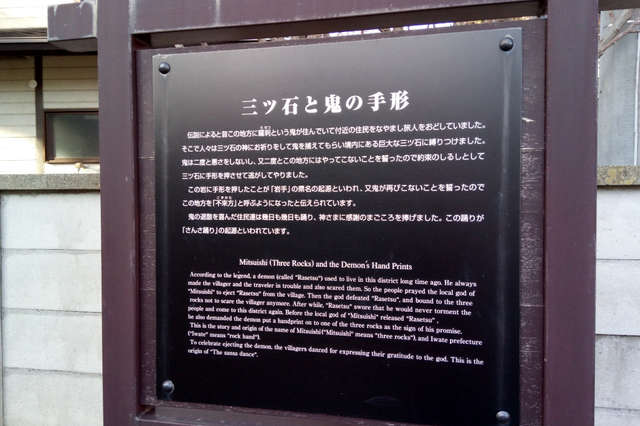 三ツ石と鬼の手形
伝説によると昔この地方に羅刹という鬼が住んでいて付近の住民をなやまし旅人をおどしていました。
そこで人々は三ツ石の神にお祈りをして鬼を捕えてもらい境内にある巨大な三ツ石に縛りつけました。
鬼は二度と悪さをしないし、又二度とこの地方にはやってこないことを誓ったので約束のしるしとして
三ツ石に手形を押させて逃がしてやりました。
この岩に手形を押したことが「岩手」の県名の起源といわれ、又鬼が再びこないことを誓ったので
この地方を「不来方」と呼ぶようになったと伝えられています。
鬼の退散を喜んだ住民達は幾日も幾日も踊り、神さまに感謝のまごころを捧げました。この踊りが
「さんさ踊り」の起源といわれています。
Mitsuishi (Three Rocks) and the Demon's Hand Prints
According to the legend, a demon (called "Rasetsu") used to live in this district long time ago. He always
made the villager and the traveler in trouble and also scared them. So the people prayed the local god of
"Mitsuishi" to eject "Rasetsu" from the village. Then the god defeated "Rasetsu", and bound to the three
rocks not to scare the villager anymore. After while, "Rasetsu" swore that he would never torment the
people and come to this district again. Before the local god of "Mitsuishi" released "Rasetsu",
he also demanded the demon put a handprint on to one of the three rocks as the sign of his promise.
This is the story and origin of the name of Mitsuishi("Mitsuishi" means "three rocks"), and Iwate prefecture
("Iwate" means "rock hand").
To celebrate ejecting the demon, the villagers danced for expressing their gratitude to the god. This is the
origin of "The sansa dance".